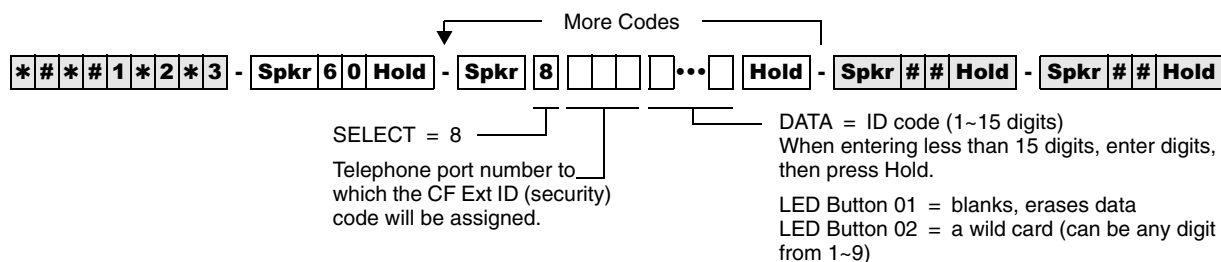 More Codes
*#*#1*2*3 - Spkr 6 0 Hold - Spkr 8 ••• Hold - Spkr # # Hold - Spkr # # Hold
SELECT = 8
Telephone port number to
which the CF Ext ID (security)
code will be assigned.
DATA = ID code (1~15 digits)
When entering less than 15 digits, enter digits,
then press Hold.
LED Button 01 = blanks, erases data
LED Button 02 = a wild card (can be any digit
from 1~9)